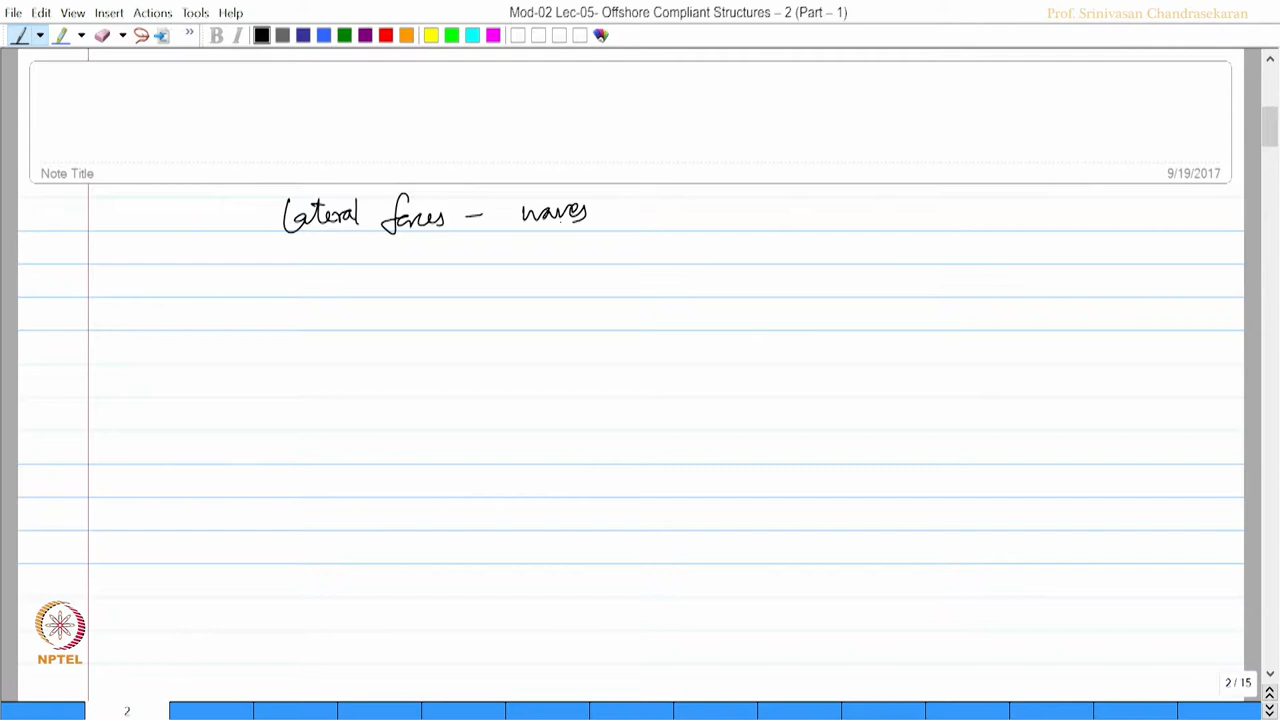 File Edit View Insert Actions Tools Help
Mod-02 Lec-05- Offshore Compliant Structures – 2 (Part – 1)
Prof. Srinivasan Chandrasekaran
B I
Note Title
9/19/2017
Lateral forces – waves
NPTEL
2 / 15
2